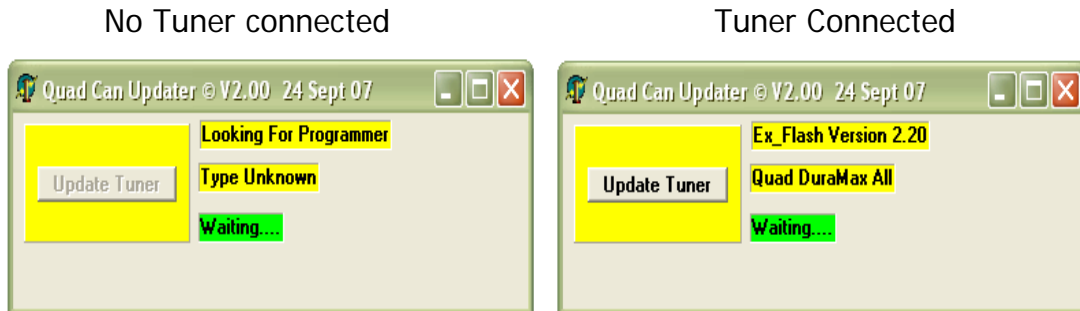 No Tuner connected
Tuner Connected
Quad Can Updater © V2.00 24 Sept 07
Looking For Programmer
Update Tuner
Type Unknown
Waiting....
Quad Can Updater © V2.00 24 Sept 07
Ex_Flash Version 2.20
Update Tuner
Quad DuraMax All
Waiting....